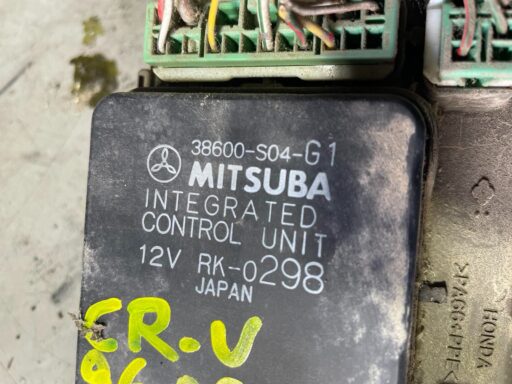 38600-S04-G1
MITSUBA
INTEGRATED
CONTROL UNIT
12V RK-0298
JAPAN
CR.V
HONDA